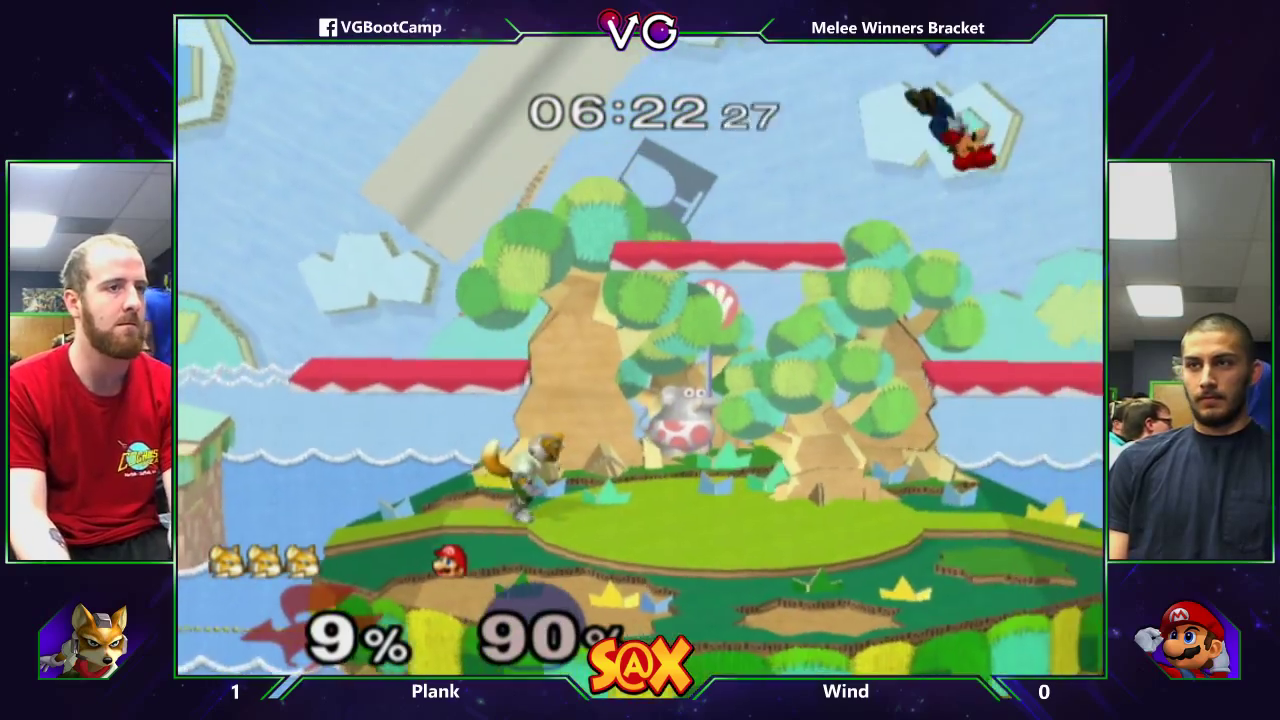 VGBootCamp
VG
Melee Winners Bracket
06:22 27
9%
90%
S@X
1
Plank
Wind
0